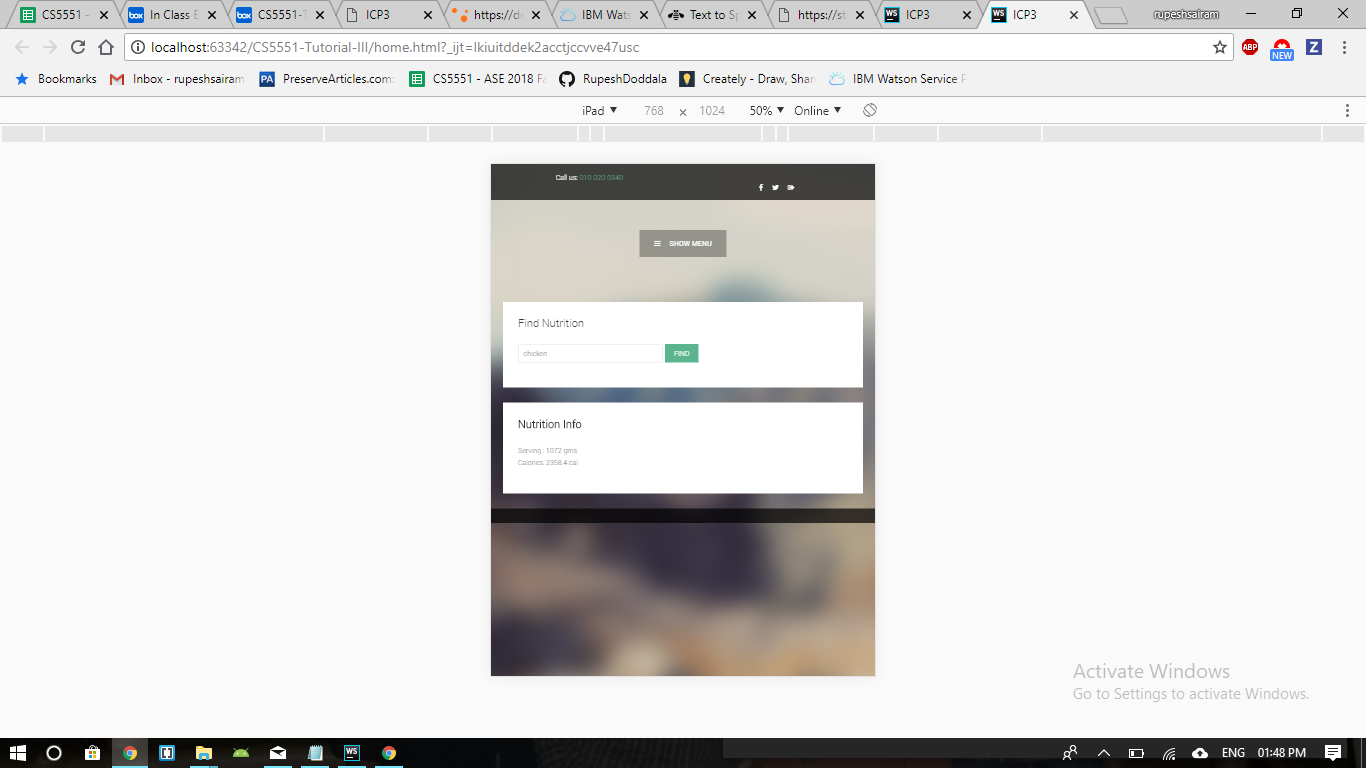 CS5551 -
In Class E
CS5551-T
ICP3
https://de
IBM Wats
Text to Sp
https://st
ICP3
ICP3
rupeshsairam
localhost:63342/CS5551-Tutorial-III/home.html?_ijt=lkiuitddek2acctjccvve47usc
ABP
NEW
Z
Bookmarks
Inbox - rupeshsairam
PA
PreserveArticles.com:
CS5551 - ASE 2018 Fa
RupeshDoddala
Creately - Draw, Shar
IBM Watson Service P
iPad
768
×
1024
50%
Online
Call us: 010 020 0340
SHOW MENU
Find Nutrition
chicken
FIND
Nutrition Info
Serving : 1072 gms
Calories: 2358.4 cal
Activate Windows
Go to Settings to activate Windows.
ENG
01:48 PM